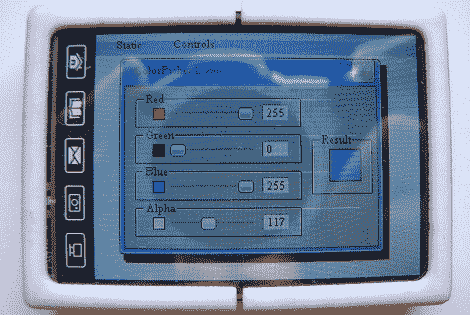 Static Controls
Red
255
Green
0
Result
Blue
255
Alpha
117